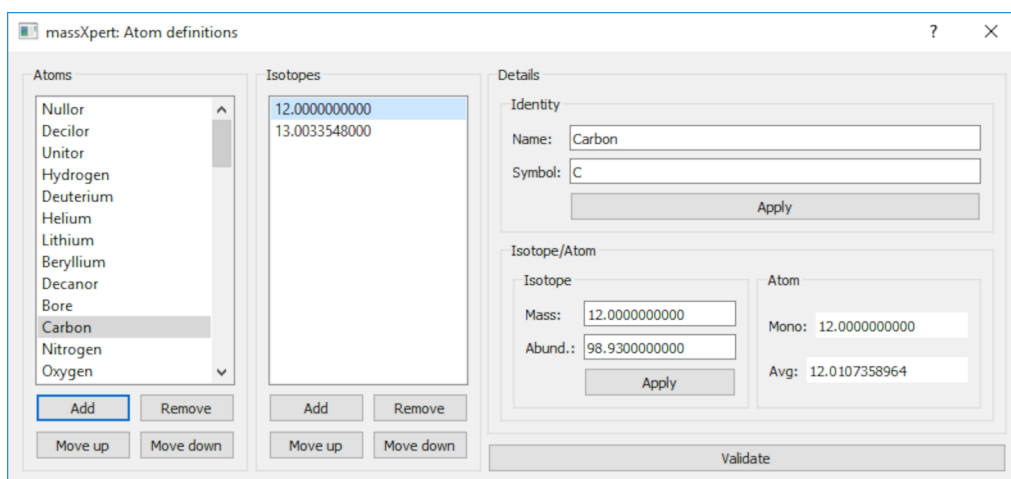 massXpert: Atom definitions
?
Atoms
Nullor
Decilor
Unitor
Hydrogen
Deuterium
Helium
Lithium
Beryllium
Decanor
Bore
Carbon
Nitrogen
Oxygen
Add Remove
Move up Move down
Isotopes
12.0000000000
13.0033548000
Add Remove
Move up Move down
Details
Identity
Name: Carbon
Symbol: C
Apply
Isotope/Atom
Isotope
Mass: 12.0000000000
Abund.: 98.9300000000
Apply
Atom
Mono: 12.0000000000
Avg: 12.0107358964
Validate